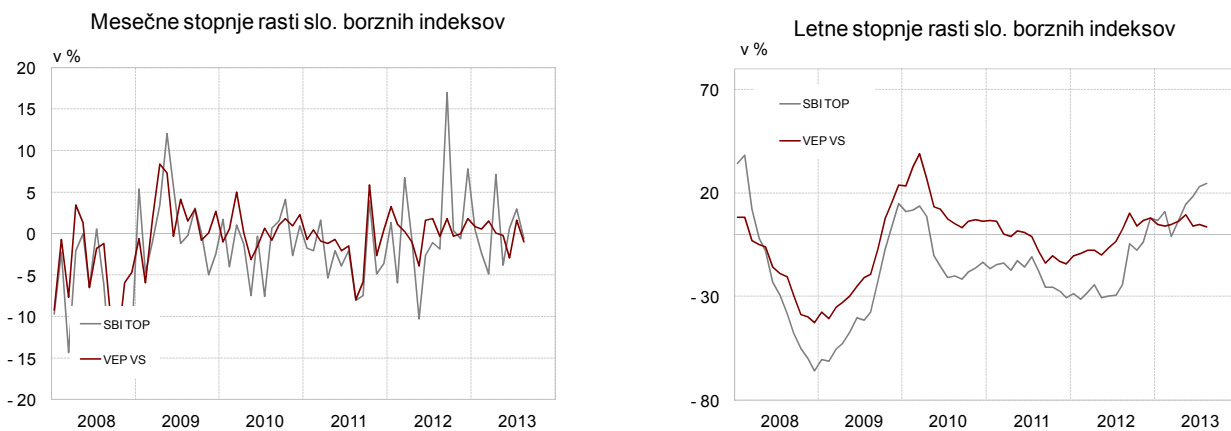 Mesečne stopnje rasti slo. borznih indeksov
v %
20
15
10
5
0
- 5
- 10
- 15
- 20
SBI TOP
VEP VS
2008 2009 2010 2011 2012 2013
Letne stopnje rasti slo. borznih indeksov
v %
70
20
- 30
- 80
SBI TOP
VEP VS
2008 2009 2010 2011 2012 2013